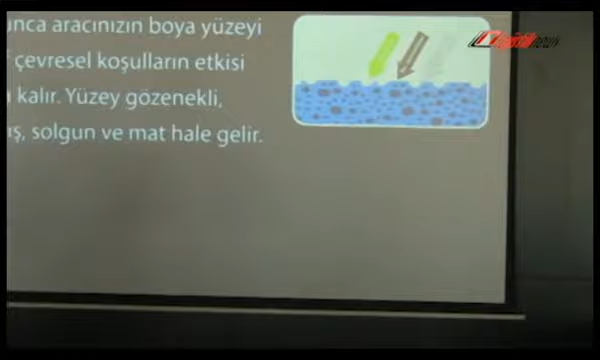 unca aracınızın boya yüzeyi
çevresel koşulların etkisi
kalır. Yüzey gözenekli,
ış, solgun ve mat hale gelir.